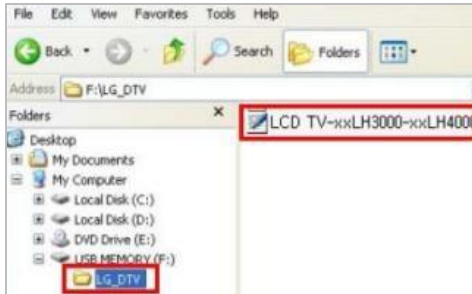 File Edit View Favorites Tools Help
Back Search Folders
Address F:\LG_DTV
Folders x
LCD TV-xxLH3000-xxLH4000
Desktop
My Documents
My Computer
Local Disk (C:)
Local Disk (D:)
DVD Drive (E:)
USB MEMORY (F:)
LG_DTV